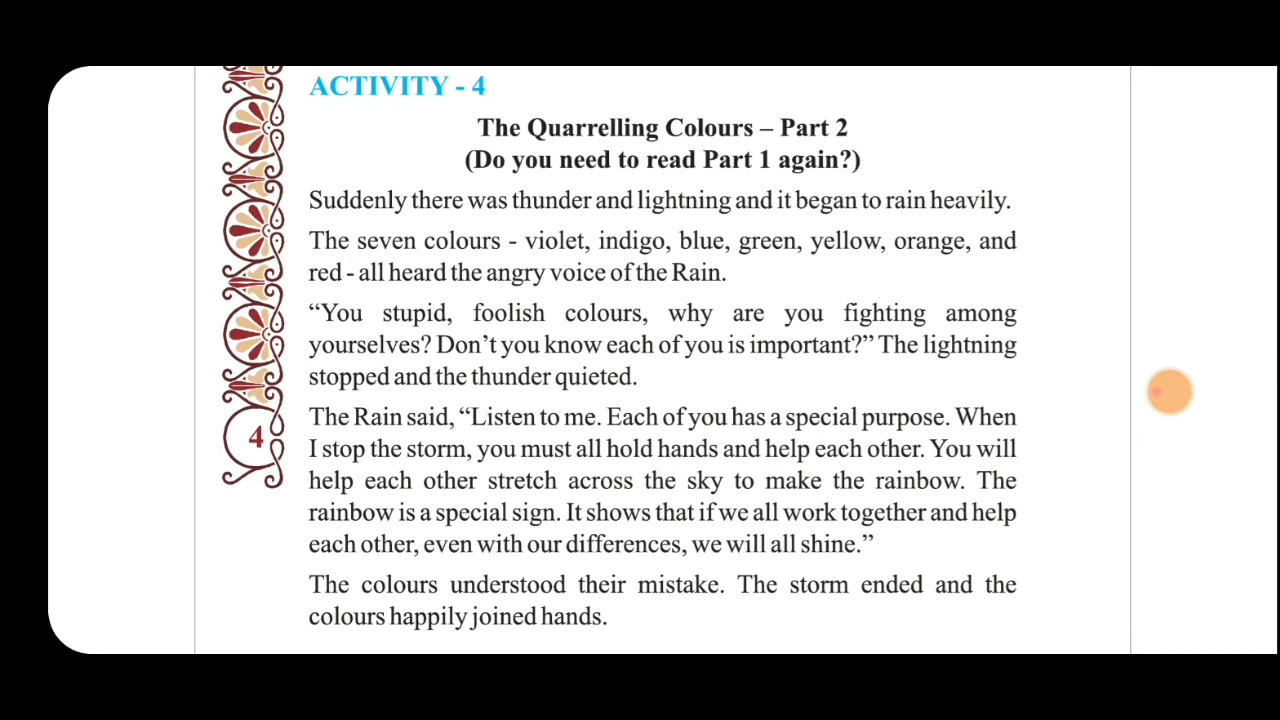 ACTIVITY - 4
The Quarrelling Colours – Part 2
(Do you need to read Part 1 again?)
Suddenly there was thunder and lightning and it began to rain heavily.
The seven colours - violet, indigo, blue, green, yellow, orange, and
red - all heard the angry voice of the Rain.
“You stupid, foolish colours, why are you fighting among
yourselves? Don’t you know each of you is important?” The lightning
stopped and the thunder quieted.
The Rain said, “Listen to me. Each of you has a special purpose. When
I stop the storm, you must all hold hands and help each other. You will
help each other stretch across the sky to make the rainbow. The
rainbow is a special sign. It shows that if we all work together and help
each other, even with our differences, we will all shine.”
The colours understood their mistake. The storm ended and the
colours happily joined hands.
4